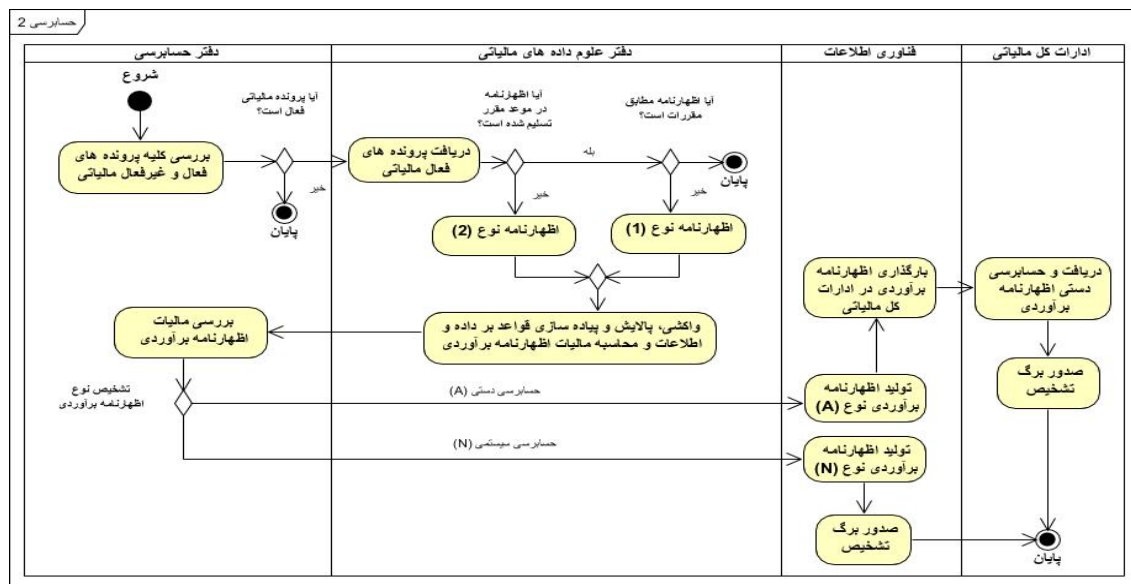 حسابرسی 2
دفتر حسابرسی
دفتر علوم داده های مالیاتی
فناوری اطلاعات
ادارات کل مالیاتی
شروع
بررسی کلیه پرونده های
فعال و غیرفعال مالیاتی
آیا پرونده مالیاتی
فعال است؟
خیر
پایان
دریافت پرونده های
فعال مالیاتی
آیا اظهارنامه
در موعد مقرر
تسلیم شده است؟
بله
خیر
آیا اظهارنامه مطابق
مقررات است؟
خیر
پایان
اظهارنامه نوع (2)
اظهارنامه نوع (1)
واکشی، پالایش و پیاده سازی قواعد بر داده و
اطلاعات و محاسبه مالیات اظهارنامه برآوردی
بررسی مالیات
اظهارنامه برآوردی
تشخیص نوع
اظهارنامه برآوردی
حسابرسی دستی (A)
حسابرسی سیستمی (N)
تولید اظهارنامه
برآوردی نوع (A)
بارگذاری اظهارنامه
برآوردی در ادارات
کل مالیاتی
دریافت و حسابرسی
دستی اظهارنامه
برآوردی
صدور برگ
تشخیص
تولید اظهارنامه
برآوردی نوع (N)
صدور برگ
تشخیص
پایان